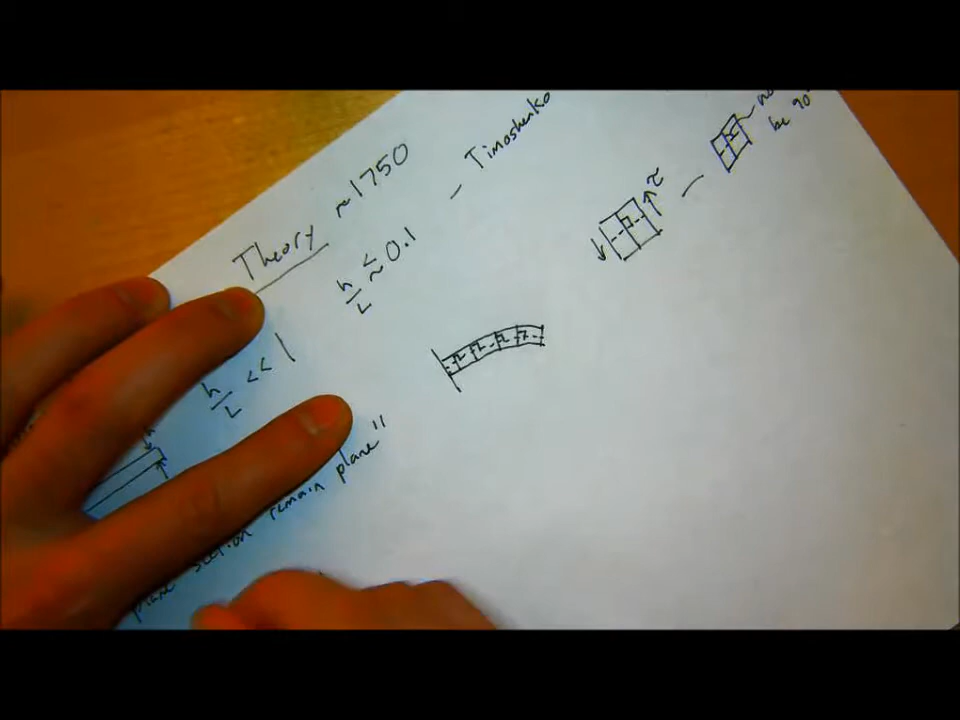 Theory ~1750
- Timoshenko
h/L << 1
h/L ≲ 0.1
τ
be 90°
h
plane section remain plane"